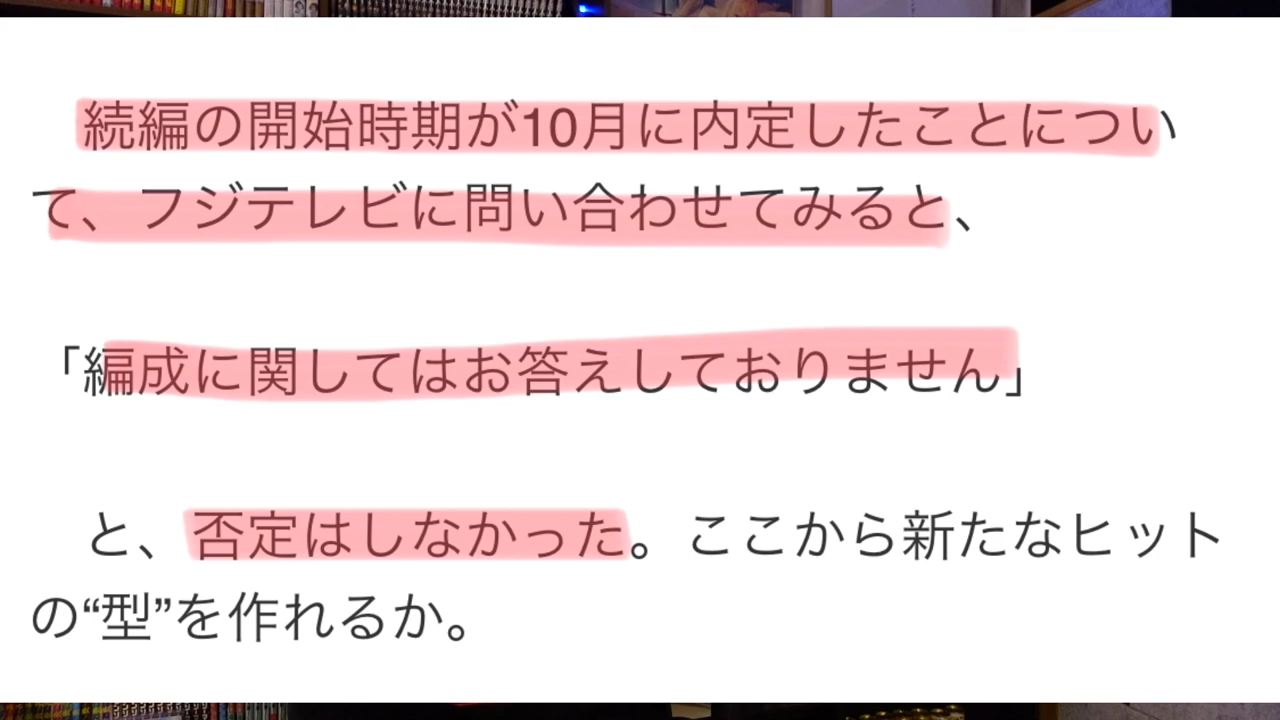 続編の開始時期が10月に内定したことについ
て、フジテレビに問い合わせてみると、
「編成に関してはお答えしておりません」
と、否定はしなかった。ここから新たなヒット
の“型”を作れるか。